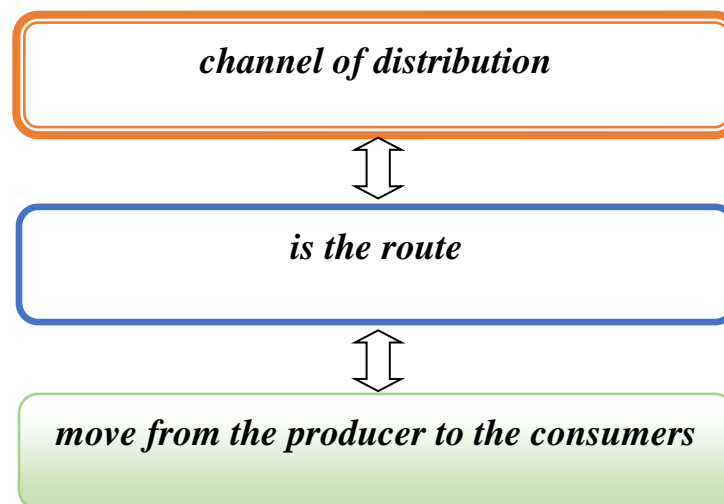 channel of distribution
is the route
move from the producer to the consumers